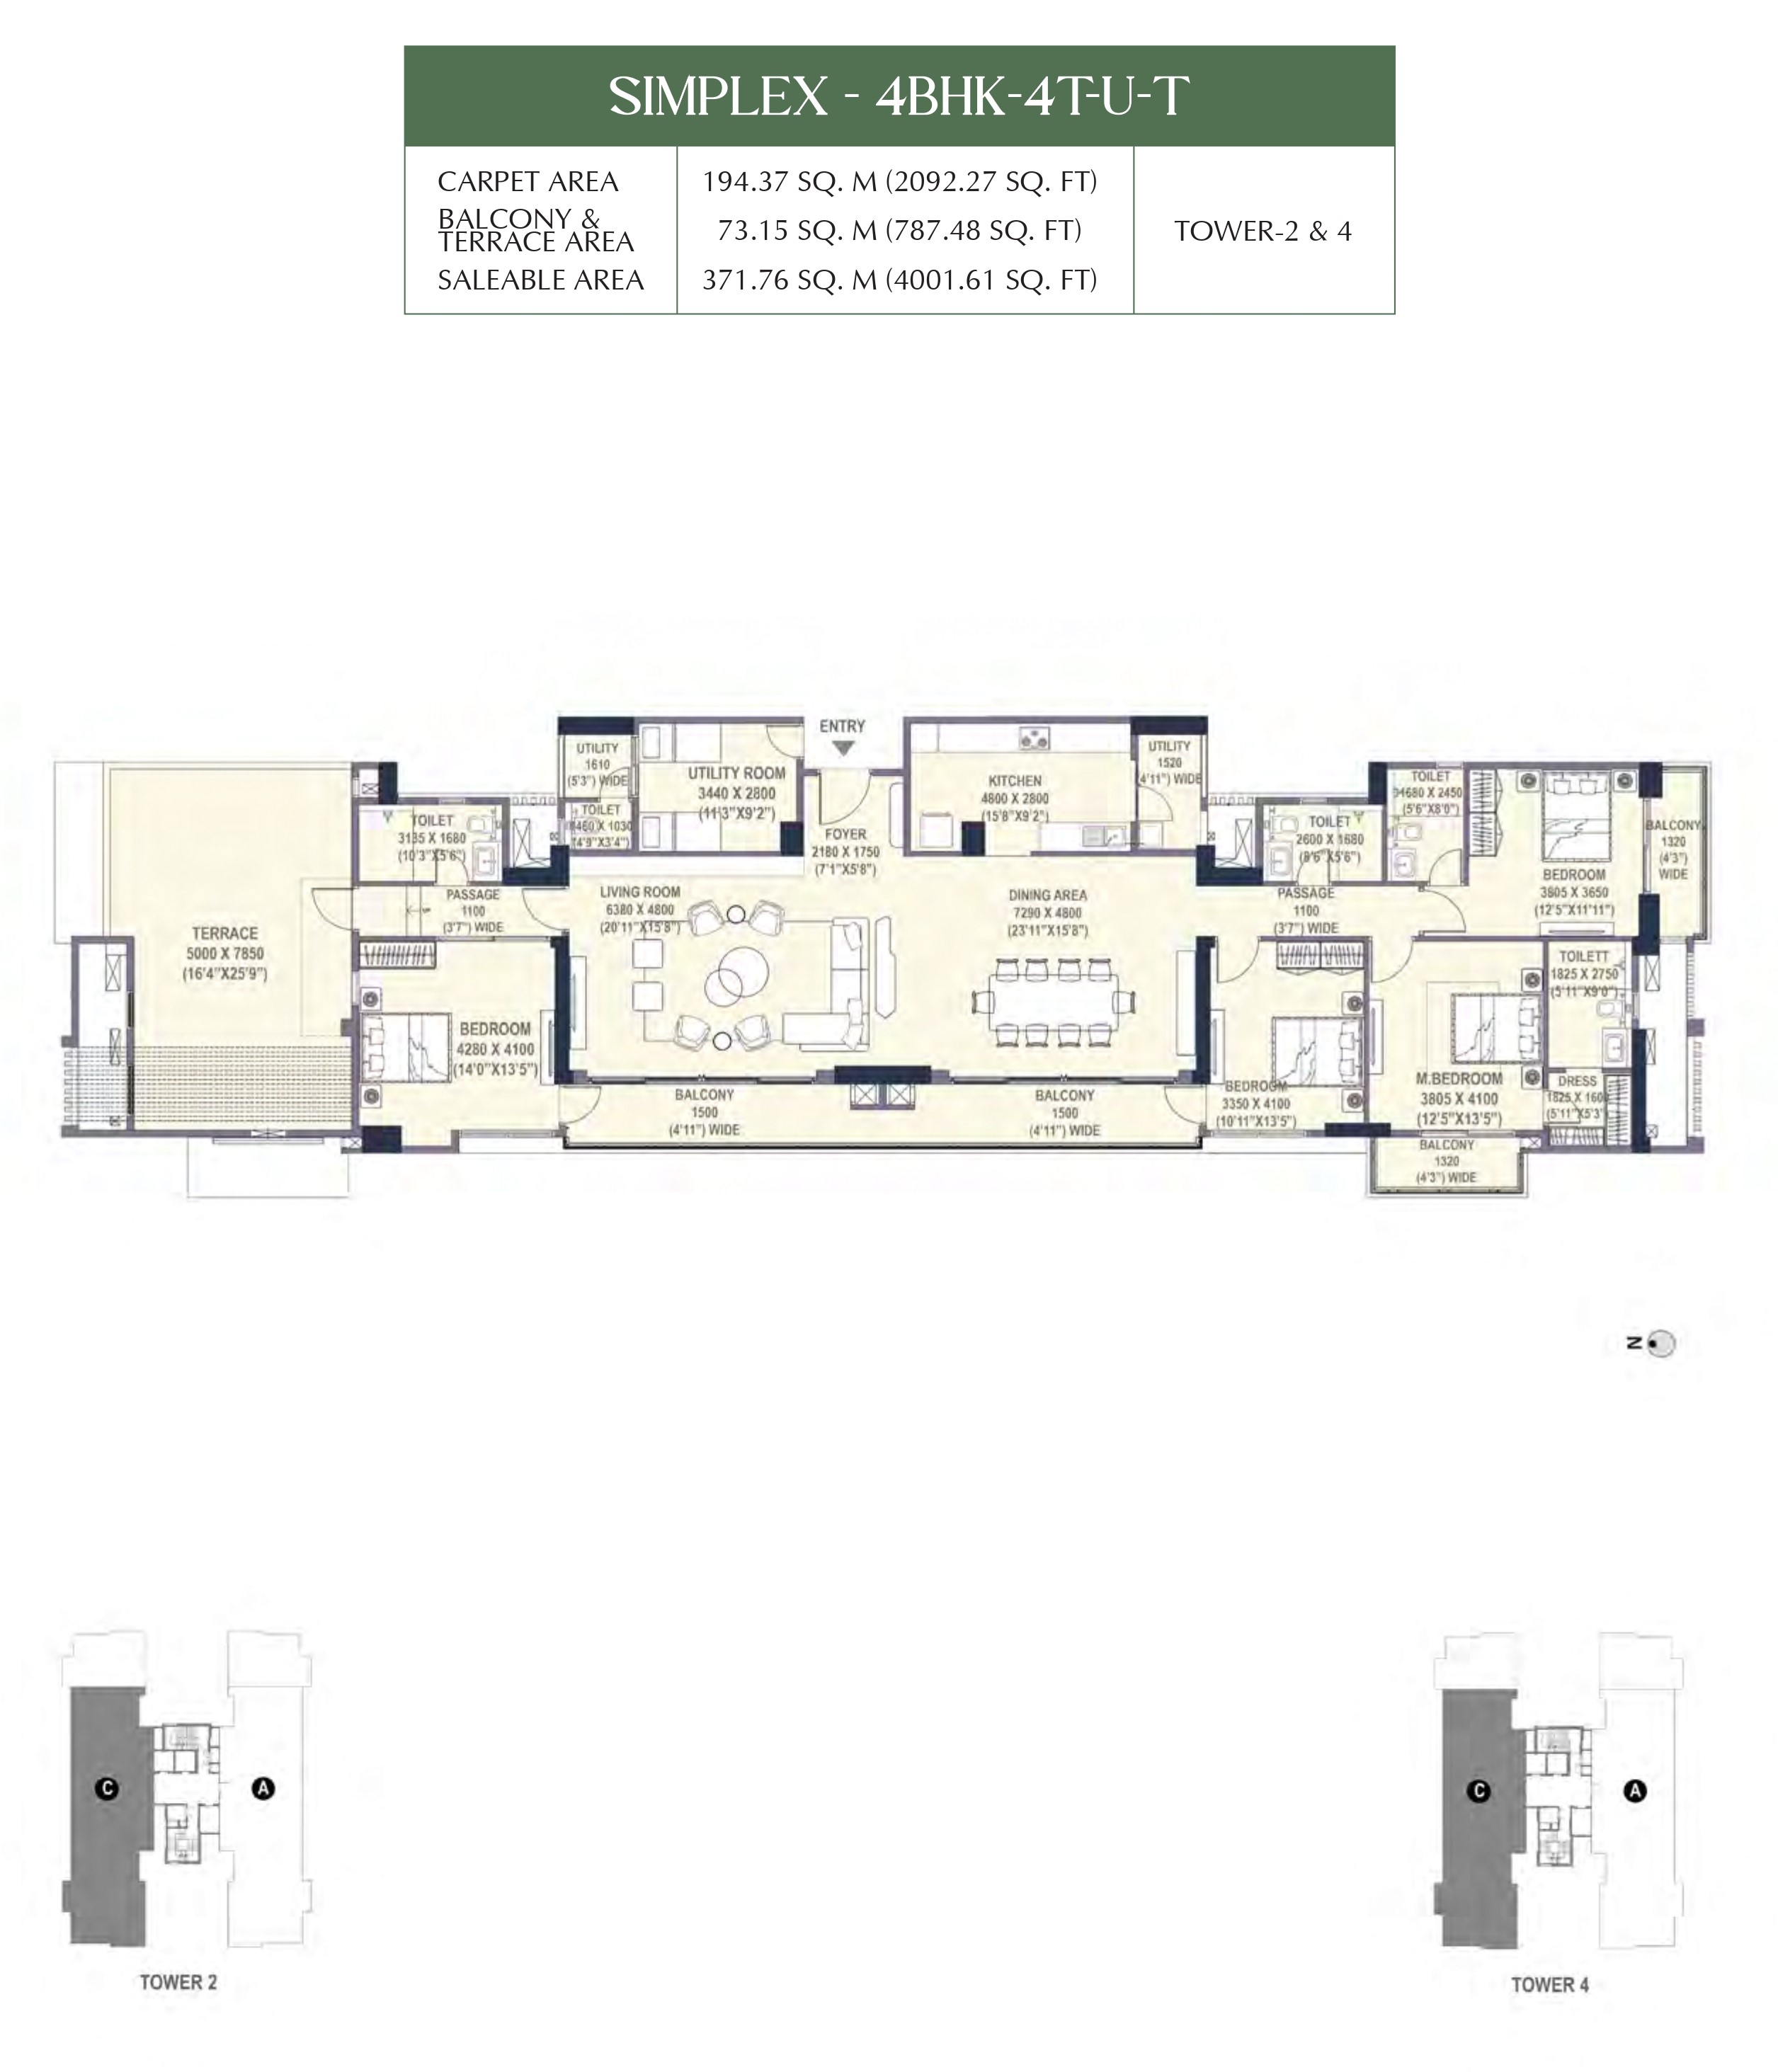 SIMPLEX - 4BHK-4T-U-T
CARPET AREA
194.37 SQ. M (2092.27 SQ. FT)
BALCONY &
TERRACE AREA
73.15 SQ. M (787.48 SQ. FT)
SALEABLE AREA
371.76 SQ. M (4001.61 SQ. FT)
TOWER-2 & 4
ENTRY
UTILITY
1610
(5'3") WIDE
UTILITY ROOM
3440 X 2800
(11'3"X9'2")
KITCHEN
4800 X 2800
(15'8"X9'2")
UTILITY
1520
(4'11") WIDE
TOILET
1680 X 2450
(5'6"X8'0")
TOILET
3135 X 1680
(10'3"X5'6")
TOILET
1460 X 1030
(4'9"X3'4")
FOYER
2180 X 1750
(7'1"X5'8")
TOILET
2600 X 1680
(8'6"X5'6")
BALCONY
1320
(4'3")
WIDE
BEDROOM
3805 X 3650
(12'5"X11'11")
PASSAGE
1100
(3'7") WIDE
LIVING ROOM
6380 X 4800
(20'11"X15'8")
DINING AREA
7290 X 4800
(23'11"X15'8")
PASSAGE
1100
(3'7") WIDE
TERRACE
5000 X 7850
(16'4"X25'9")
TOILETT
1825 X 2750
(5'11"X9'0")
BEDROOM
4280 X 4100
(14'0"X13'5")
BEDROOM
3350 X 4100
(10'11"X13'5")
M.BEDROOM
3805 X 4100
(12'5"X13'5")
DRESS
1825 X 1600
(5'11"X5'3")
BALCONY
1500
(4'11") WIDE
BALCONY
1500
(4'11") WIDE
BALCONY
1320
(4'3") WIDE
N
C
A
TOWER 2
C
A
TOWER 4